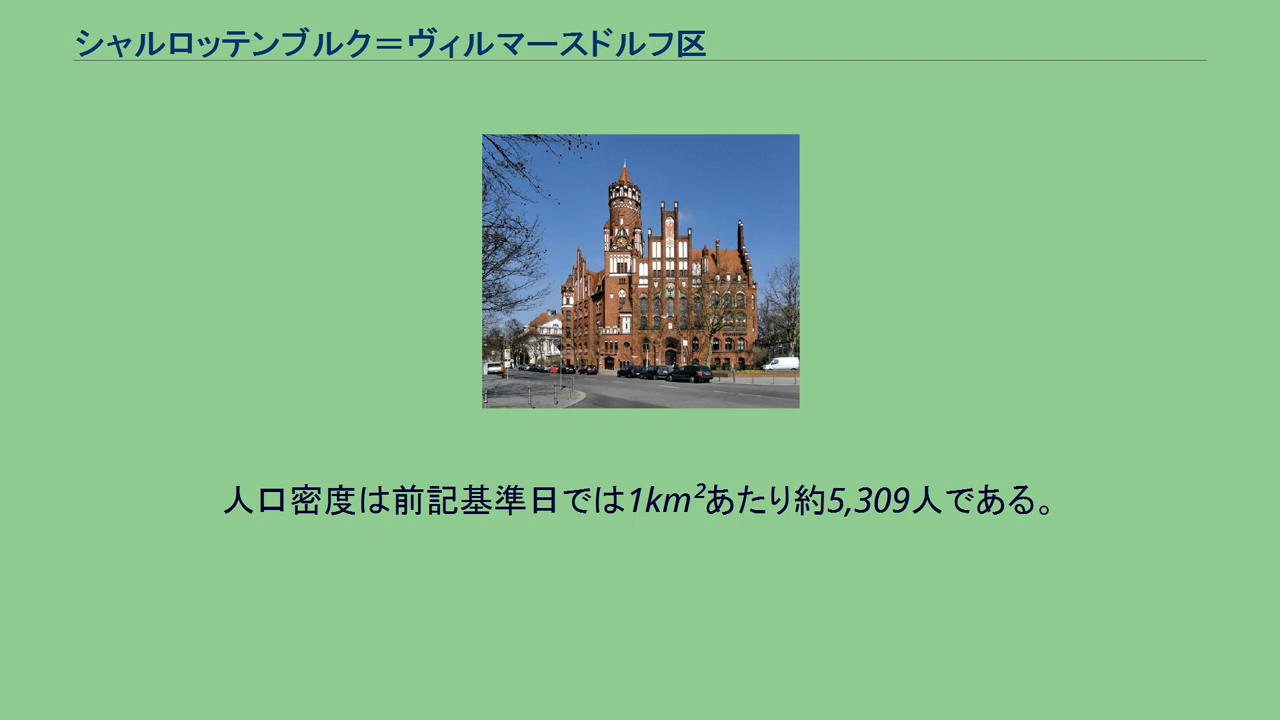 シャルロッテンブルク＝ヴィルマースドルフ区
人口密度は前記基準日では1km²あたり約5,309人である。